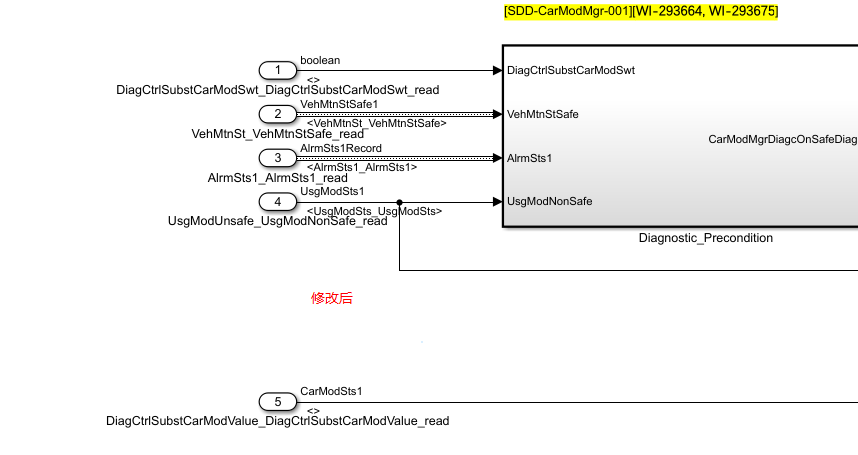 [SDD-CarModMgr-001][WI-293664, WI-293675]
boolean
1
<>
DiagCtrlSubstCarModSwt_DiagCtrlSubstCarModSwt_read
DiagCtrlSubstCarModSwt
VehMtnStSafe1
2
<VehMtnSt_VehMtnStSafe>
VehMtnSt_VehMtnStSafe_read
VehMtnStSafe
CarModMgrDiagcOnSafeDiag
AlrmSts1Record
3
<AlrmSts1_AlrmSts1>
AlrmSts1_AlrmSts1_read
AlrmSts1
UsgModSts1
4
<UsgModSts_UsgModSts>
UsgModUnsafe_UsgModNonSafe_read
UsgModNonSafe
Diagnostic_Precondition
修改后
CarModSts1
5
<>
DiagCtrlSubstCarModValue_DiagCtrlSubstCarModValue_read